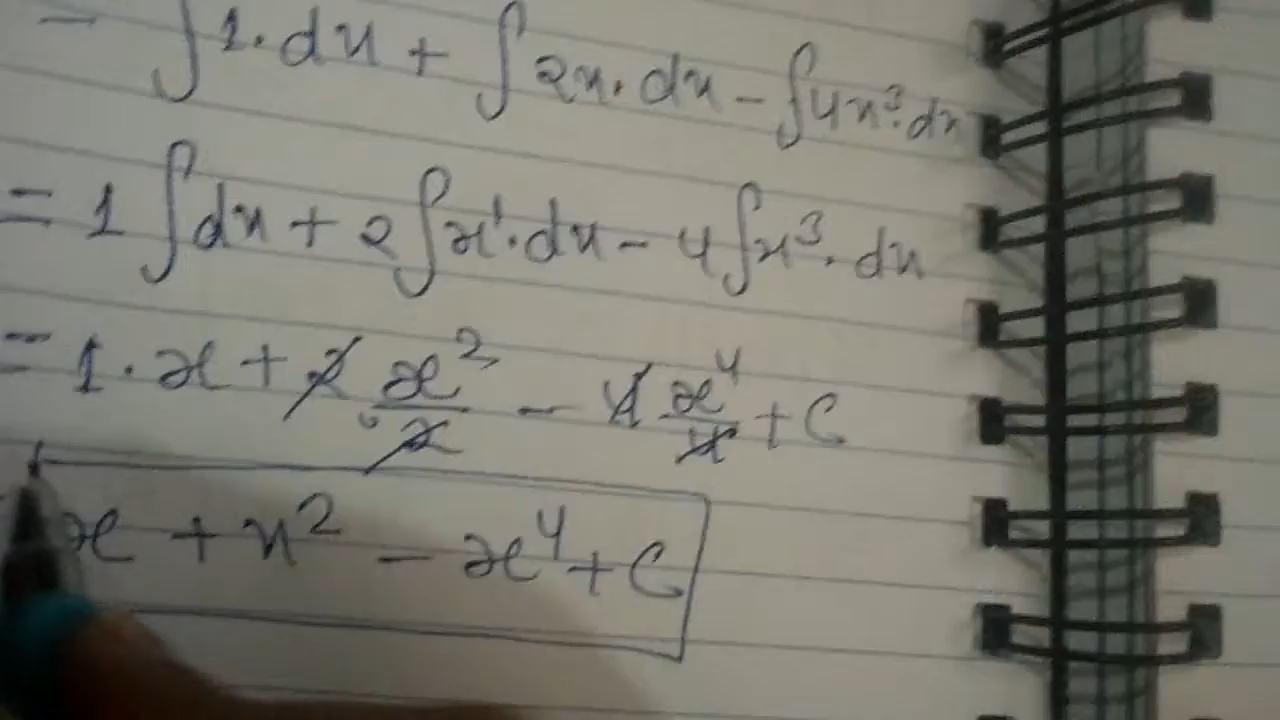 = ∫1.dx + ∫2x.dx - ∫4x³.dx
= 1∫dx + 2∫x¹.dx - 4∫x³.dx
= 1.x + 2 x²/2 - 4 x⁴/4 + C
x + x² - x⁴ + C